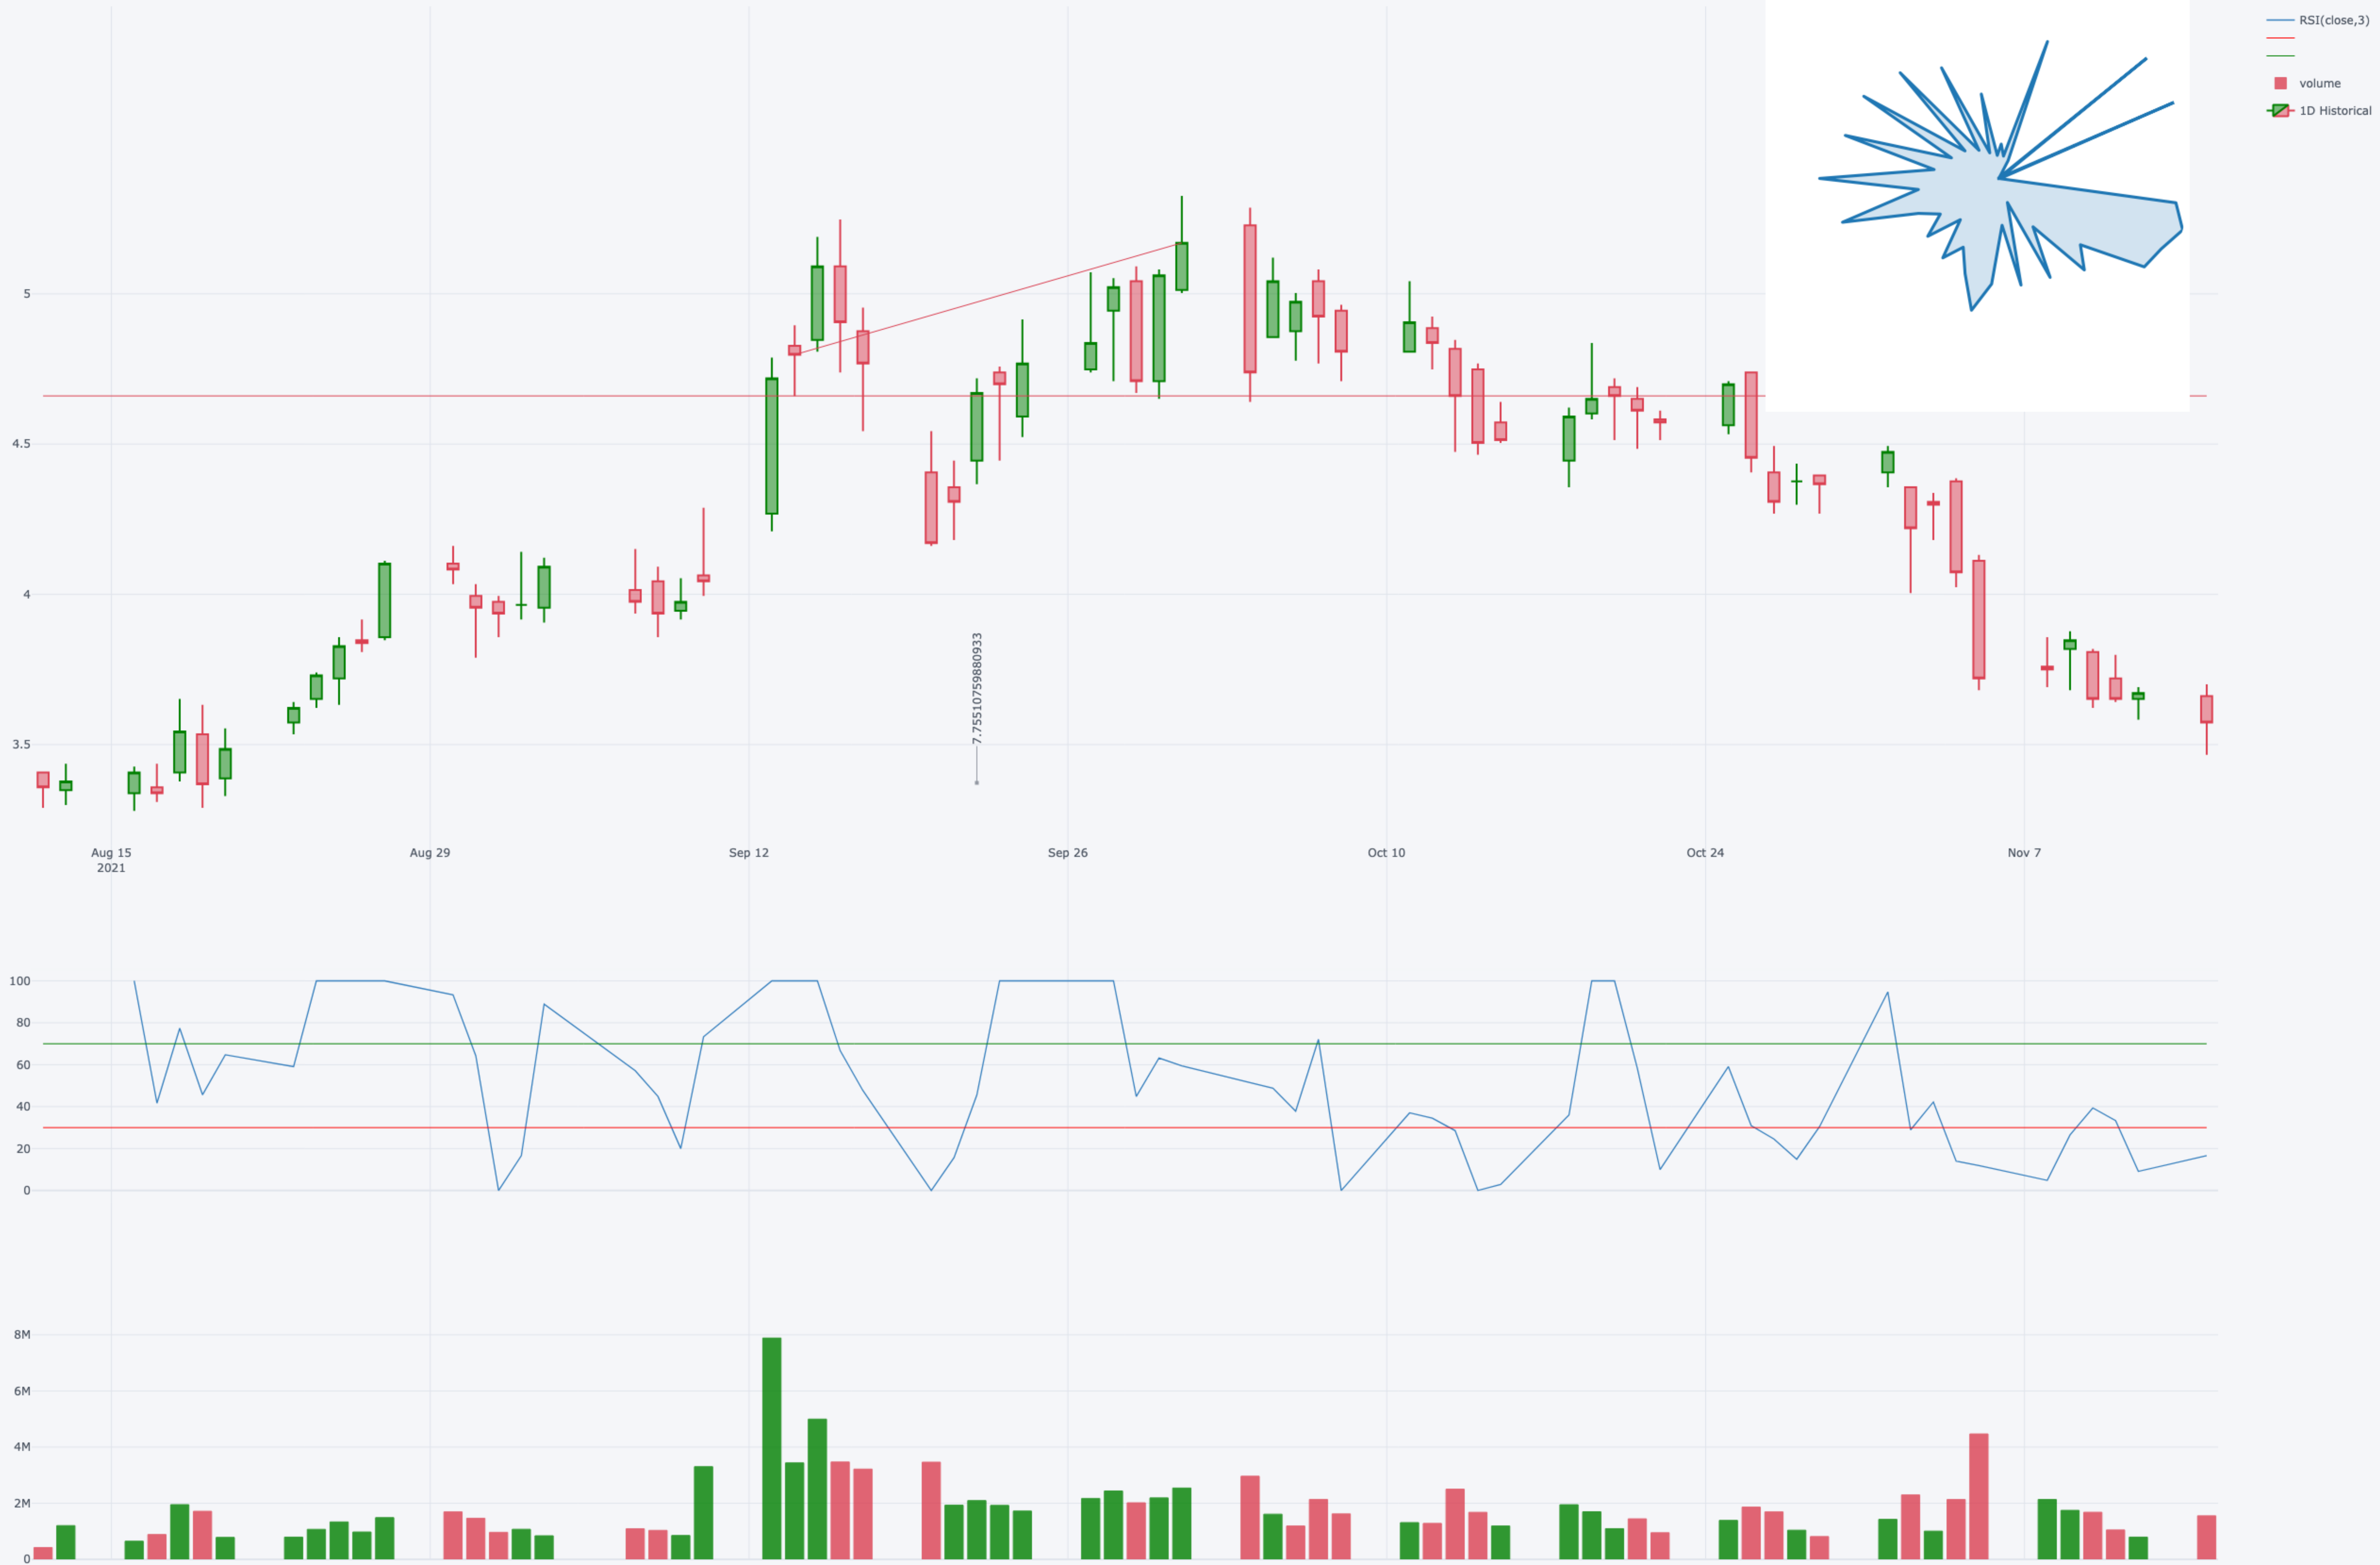 RSI(close,3)
volume
1D Historical
5
4.5
4
3.5
7.755107598880933
Aug 15
2021
Aug 29
Sep 12
Sep 26
Oct 10
Oct 24
Nov 7
100
80
60
40
20
0
8M
6M
4M
2M
0